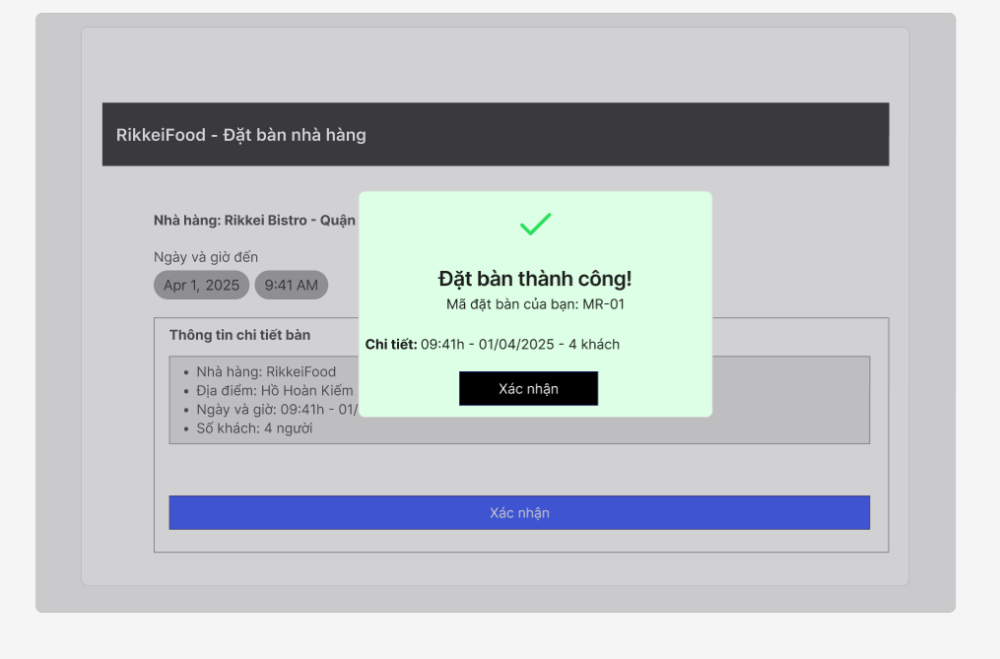 RikkeiFood - Đặt bàn nhà hàng
Nhà hàng: Rikkei Bistro - Quận
Ngày và giờ đến
Apr 1, 2025 9:41 AM
Thông tin chi tiết bàn
• Nhà hàng: RikkeiFood
• Địa điểm: Hồ Hoàn Kiếm
• Ngày và giờ: 09:41h - 01/
• Số khách: 4 người
Xác nhận
Đặt bàn thành công!
Mã đặt bàn của bạn: MR-01
Chi tiết: 09:41h - 01/04/2025 - 4 khách
Xác nhận